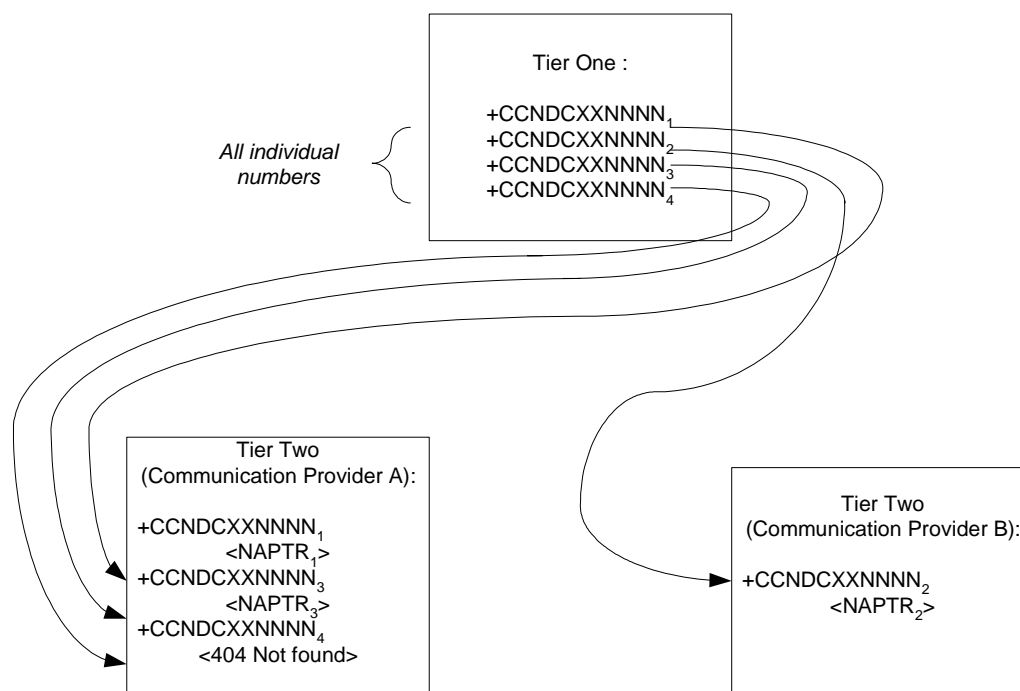 Tier One :
+CCNDCXXNNNN1
+CCNDCXXNNNN2
+CCNDCXXNNNN3
+CCNDCXXNNNN4
All individual
numbers
Tier Two
(Communication Provider A):
+CCNDCXXNNNN1
<NAPTR1>
+CCNDCXXNNNN3
<NAPTR3>
+CCNDCXXNNNN4
<404 Not found>
Tier Two
(Communication Provider B):
+CCNDCXXNNNN2
<NAPTR2>